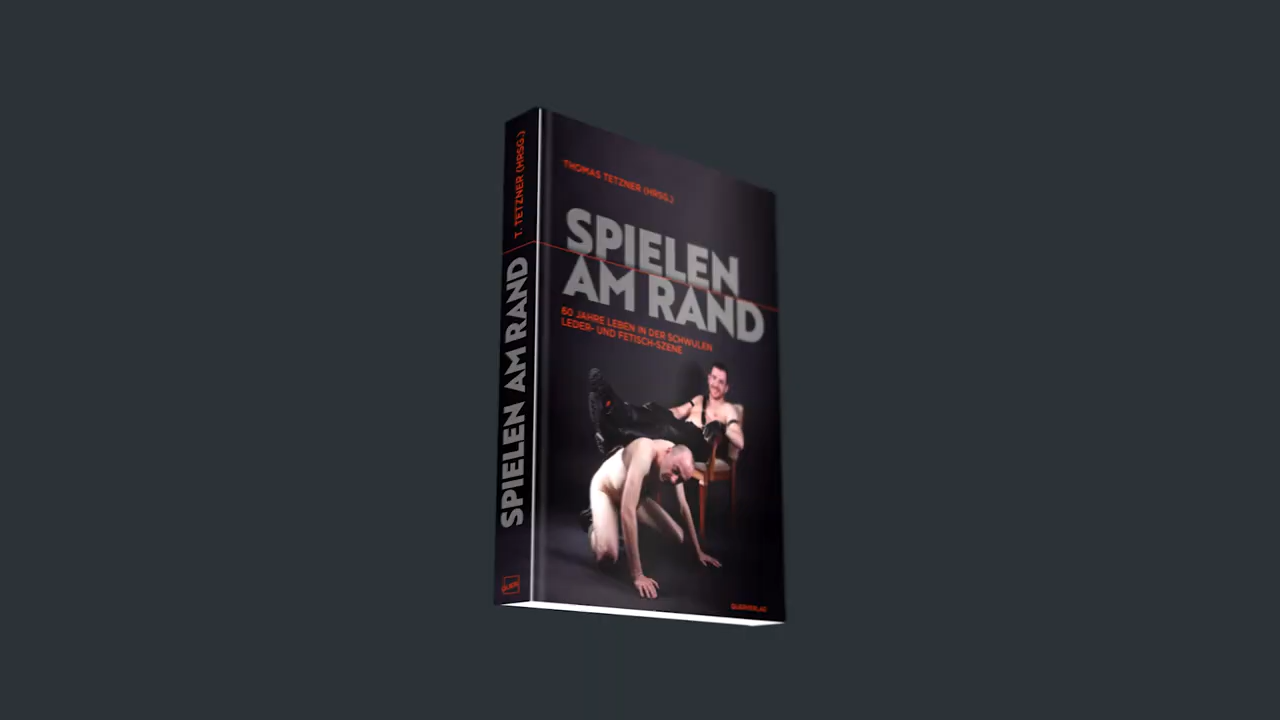 T. TETZNER (HRSG.)
SPIELEN AM RAND
QUER
THOMAS TETZNER (HRSG.)
SPIELEN
AM RAND
60 JAHRE LEBEN IN DER SCHWULEN
LEDER- UND FETISCH-SZENE
QUERVERLAG